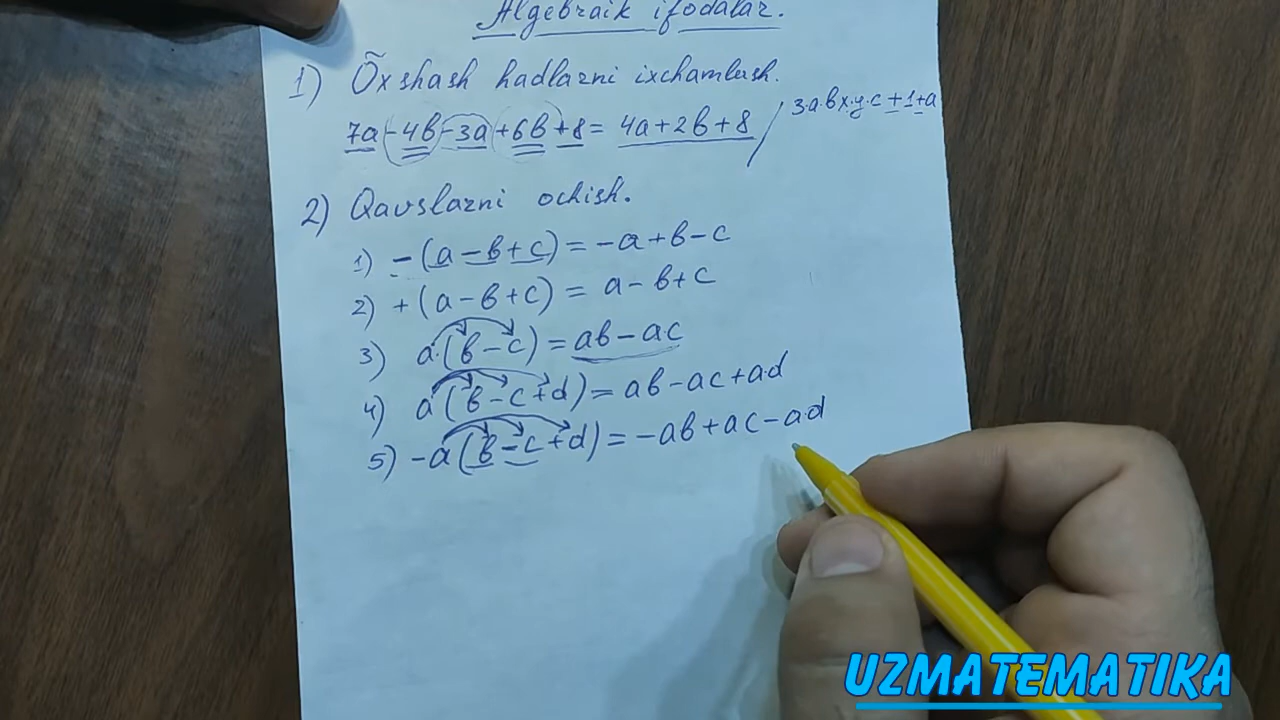 Algebraik ifodalar.
1) Õxshash hadlarni ixchamlash.
7a-4b-3a+6b+8=4a+2b+8 / 3·a·b·x·y·c+1+a
2) Qavslarni ochish.
1) -(a-b+c)=-a+b-c
2) +(a-b+c)=a-b+c
3) a·(b-c)=ab-ac
4) a(b-c+d)=ab-ac+ad
5) -a(b-c+d)=-ab+ac-ad
UZMATEMATIKA